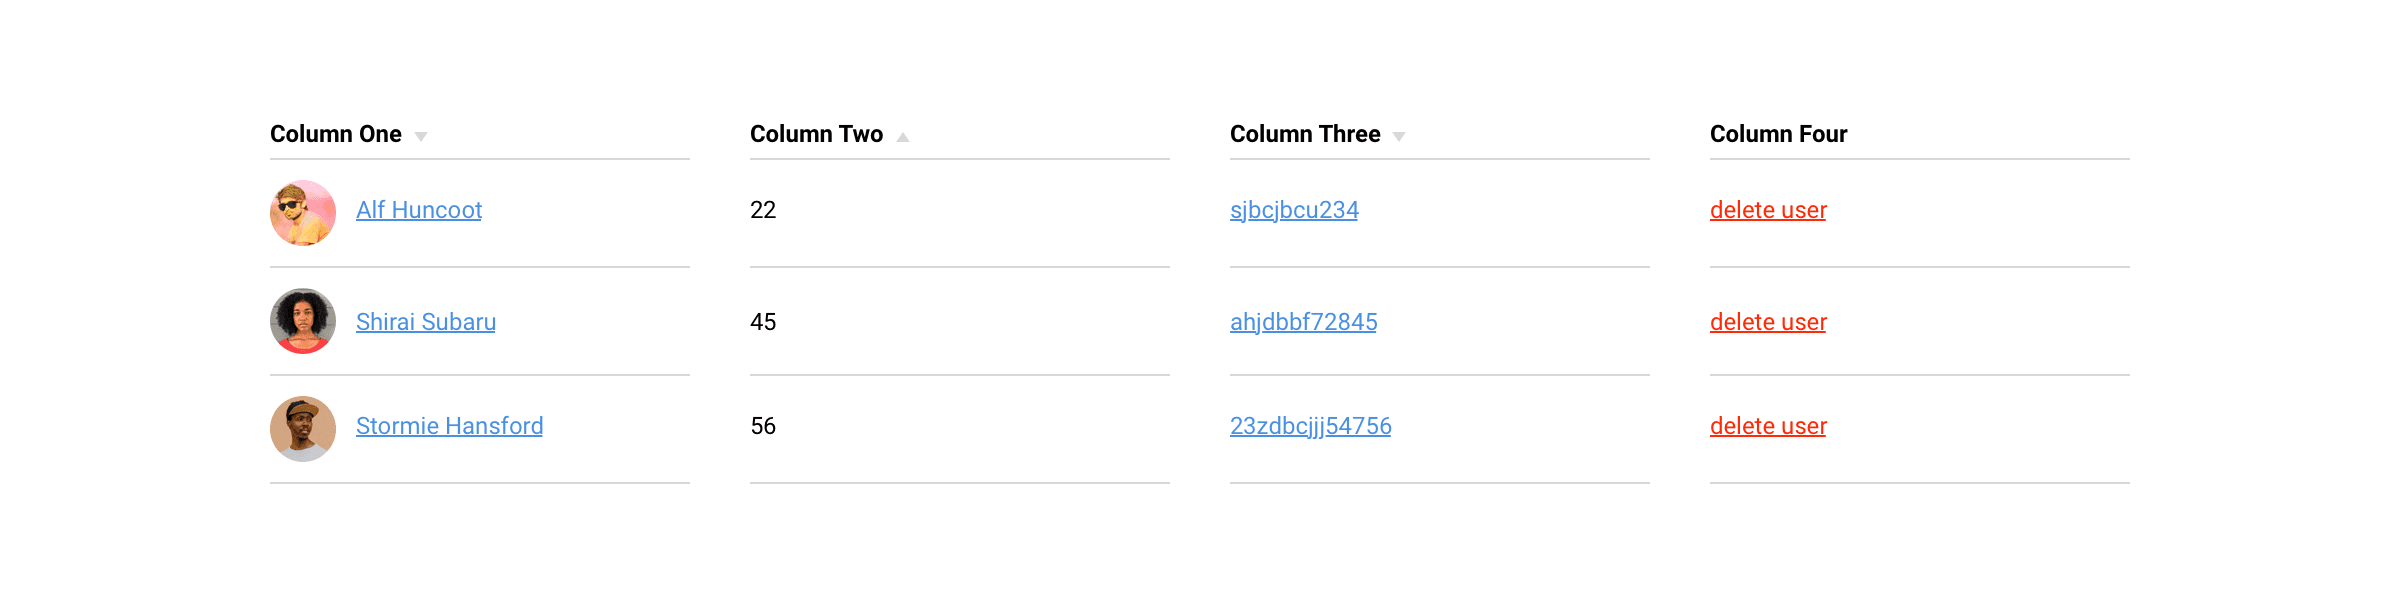 Column One Column Two Column Three Column Four
Alf Huncoot 22 sjbcjbcu234 delete user
Shirai Subaru 45 ahjdbbf72845 delete user
Stormie Hansford 56 23zdbcjjj54756 delete user